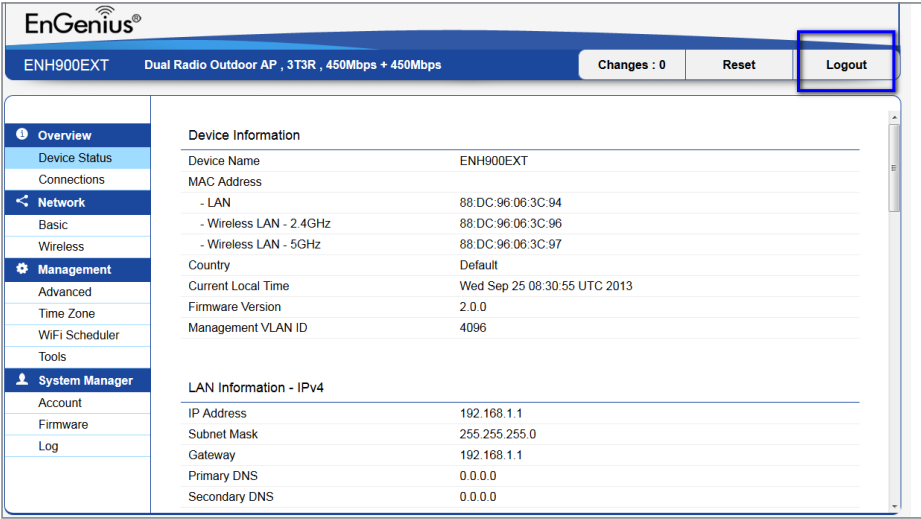 EnGenius®
ENH900EXT Dual Radio Outdoor AP , 3T3R , 450Mbps + 450Mbps Changes : 0 Reset Logout
Overview
Device Status
Connections
Network
Basic
Wireless
Management
Advanced
Time Zone
WiFi Scheduler
Tools
System Manager
Account
Firmware
Log
Device Information
Device Name ENH900EXT
MAC Address
- LAN 88:DC:96:06:3C:94
- Wireless LAN - 2.4GHz 88:DC:96:06:3C:96
- Wireless LAN - 5GHz 88:DC:96:06:3C:97
Country Default
Current Local Time Wed Sep 25 08:30:55 UTC 2013
Firmware Version 2.0.0
Management VLAN ID 4096
LAN Information - IPv4
IP Address 192.168.1.1
Subnet Mask 255.255.255.0
Gateway 192.168.1.1
Primary DNS 0.0.0.0
Secondary DNS 0.0.0.0